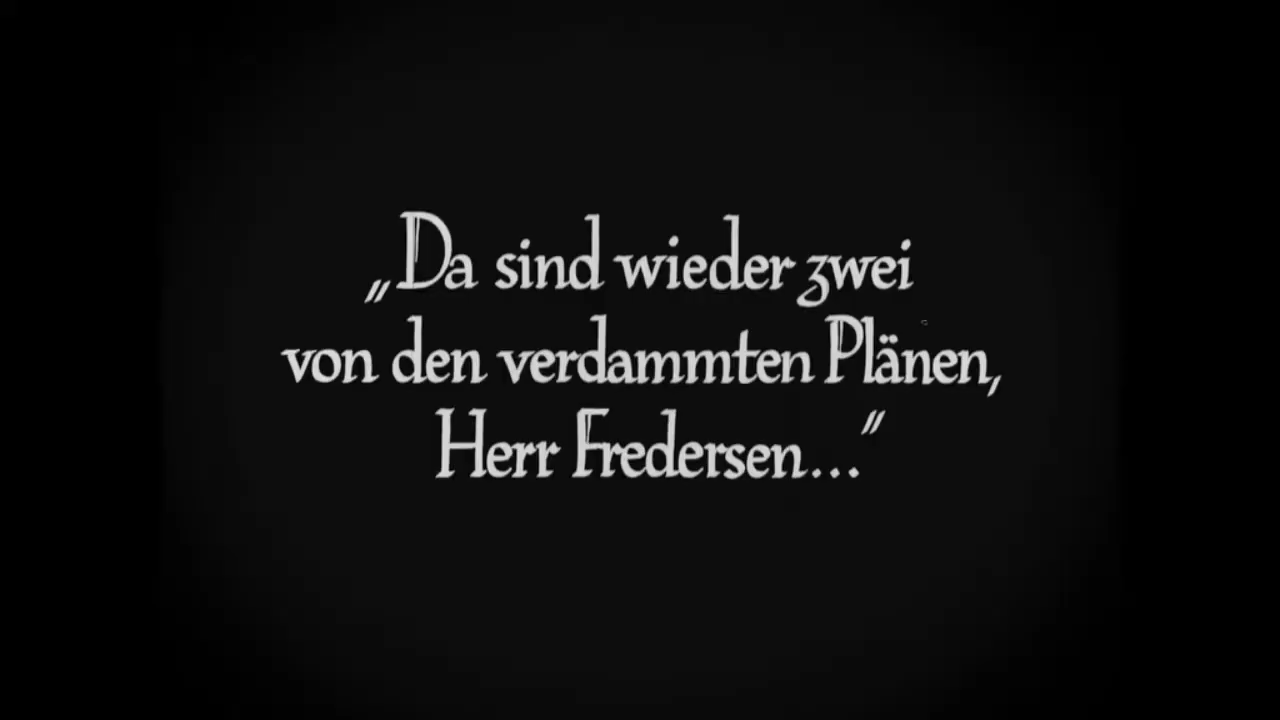 „Da sind wieder zwei
von den verdammten Plänen,
Herr Fredersen...”